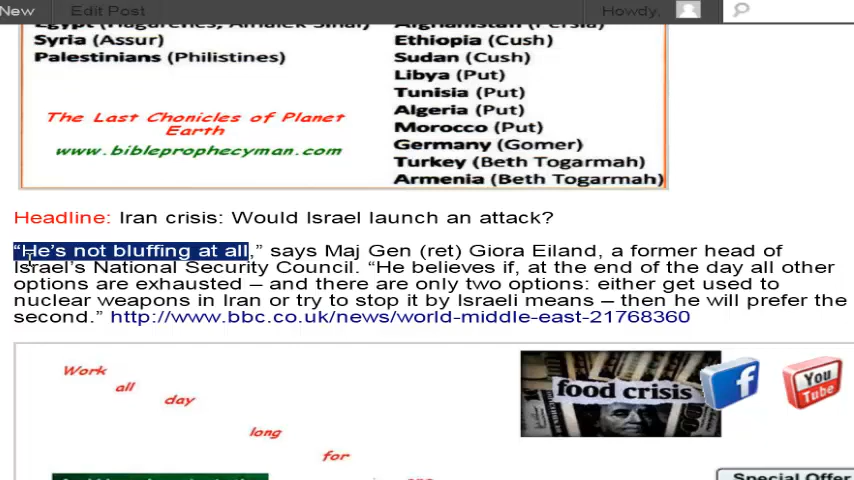 New Edit Post Howdy,
Egypt (Hagarenes, Amalek Sinai) Afghanistan (Persia)
Syria (Assur) Ethiopia (Cush)
Palestinians (Philistines) Sudan (Cush)
Libya (Put)
Tunisia (Put)
The Last Chonicles of Planet Algeria (Put)
Earth Morocco (Put)
www.bibleprophecyman.com Germany (Gomer)
Turkey (Beth Togarmah)
Armenia (Beth Togarmah)
Headline: Iran crisis: Would Israel launch an attack?
“He’s not bluffing at all,” says Maj Gen (ret) Giora Eiland, a former head of
Israel’s National Security Council. “He believes if, at the end of the day all other
options are exhausted – and there are only two options: either get used to
nuclear weapons in Iran or try to stop it by Israeli means – then he will prefer the
second.” http://www.bbc.co.uk/news/world-middle-east-21768360
Work
all
day
long
for
food crisis
f
You
Tube
Special Offer